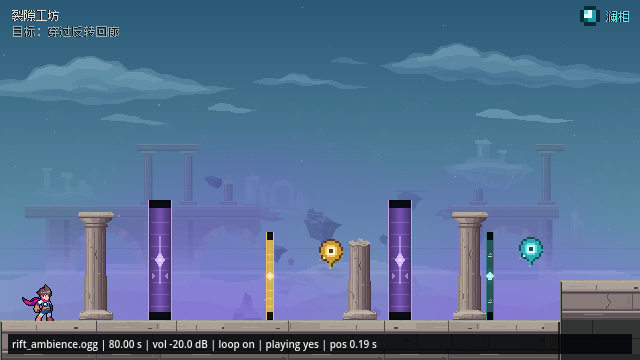 裂隙工坊
目标：穿过反转回廊
澜相
rift_ambience.ogg | 80.00 s | vol -20.0 dB | loop on | playing yes | pos 0.19 s